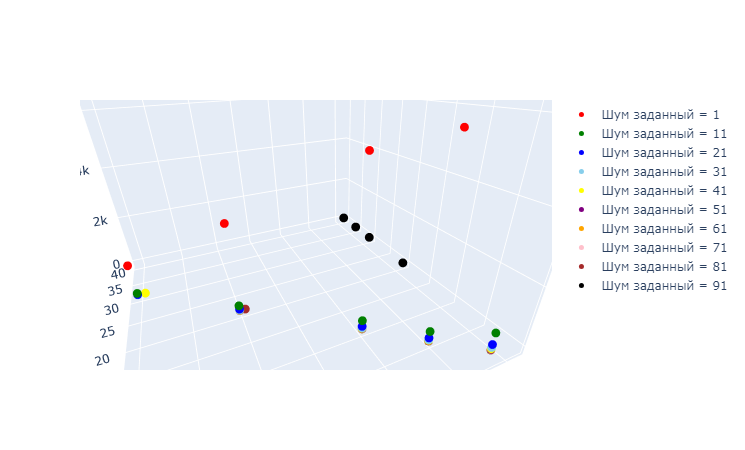 Шум заданный = 1
Шум заданный = 11
Шум заданный = 21
Шум заданный = 31
Шум заданный = 41
Шум заданный = 51
Шум заданный = 61
Шум заданный = 71
Шум заданный = 81
Шум заданный = 91
4k
2k
0
40
35
30
25
20